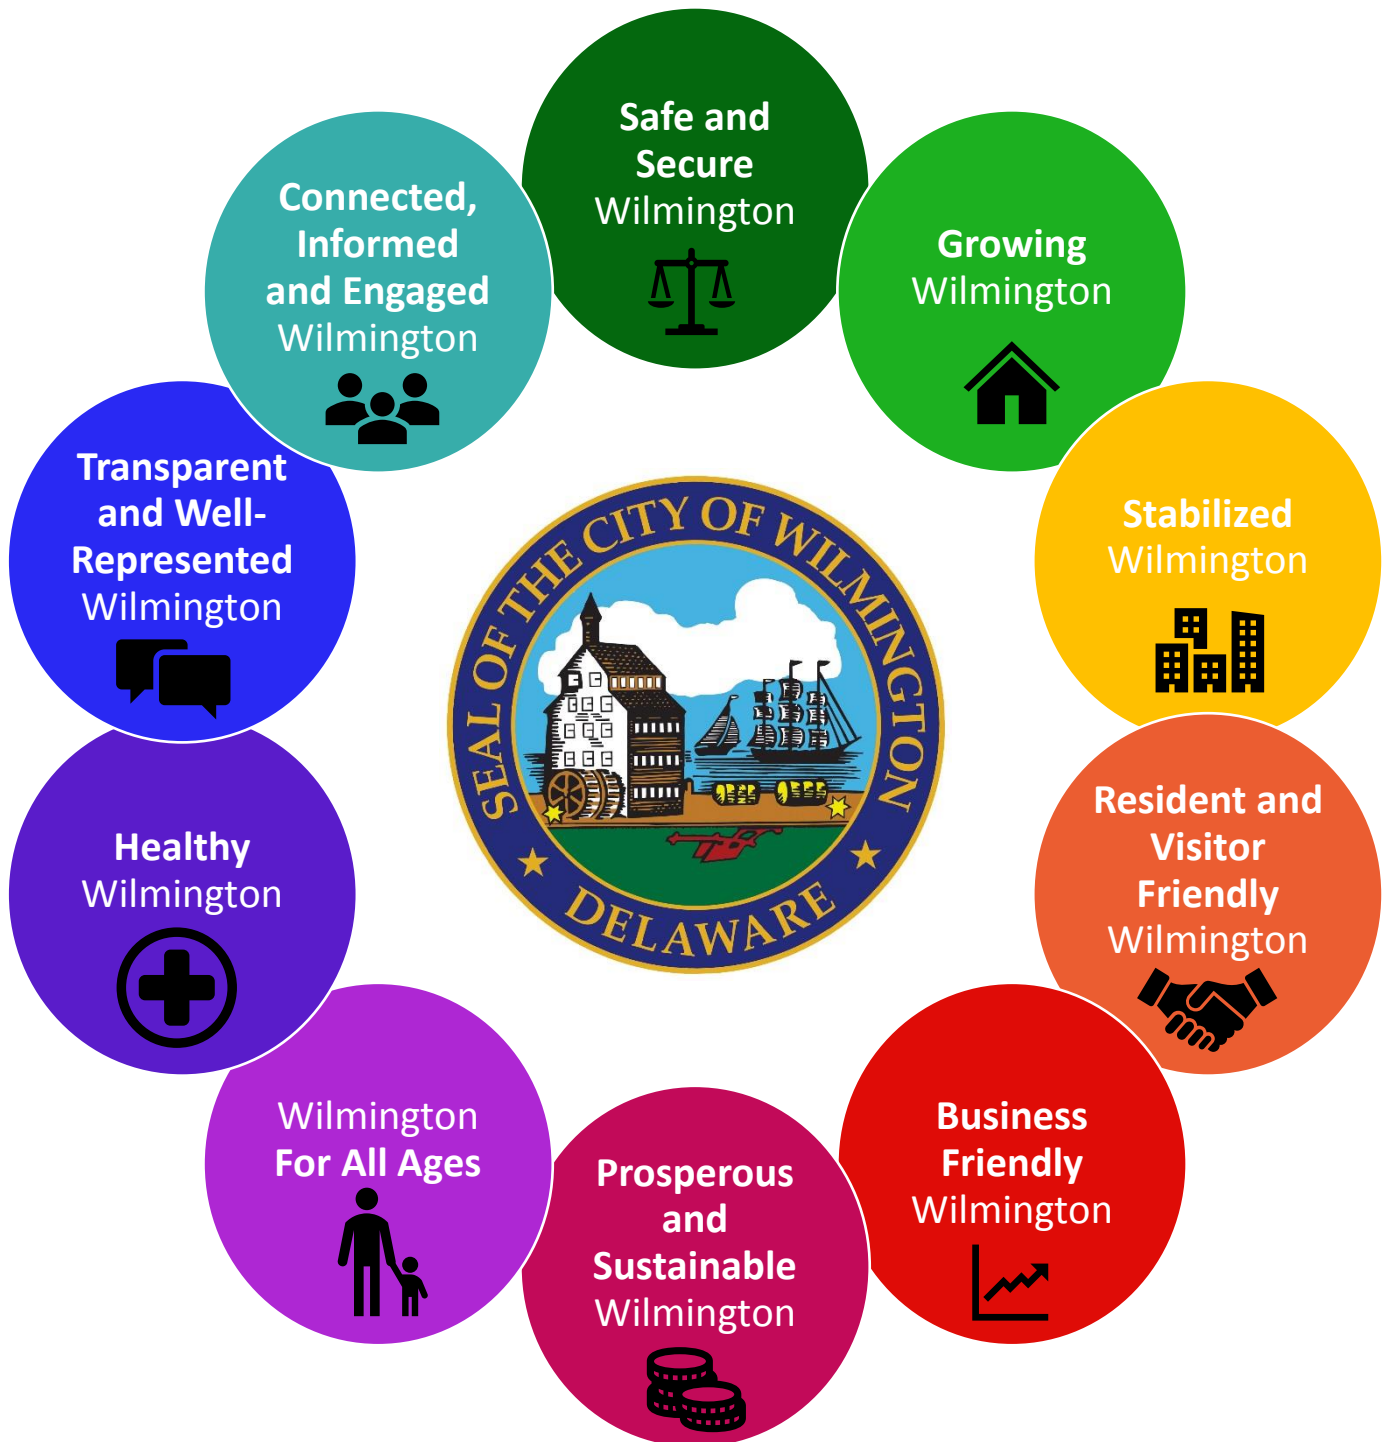 Safe and
Secure
Wilmington
Growing
Wilmington
Stabilized
Wilmington
Resident and
Visitor
Friendly
Wilmington
Business
Friendly
Wilmington
Prosperous
and
Sustainable
Wilmington
Wilmington
For All Ages
Healthy
Wilmington
Transparent
and Well-
Represented
Wilmington
Connected,
Informed
and Engaged
Wilmington
SEAL OF THE CITY OF WILMINGTON
DELAWARE